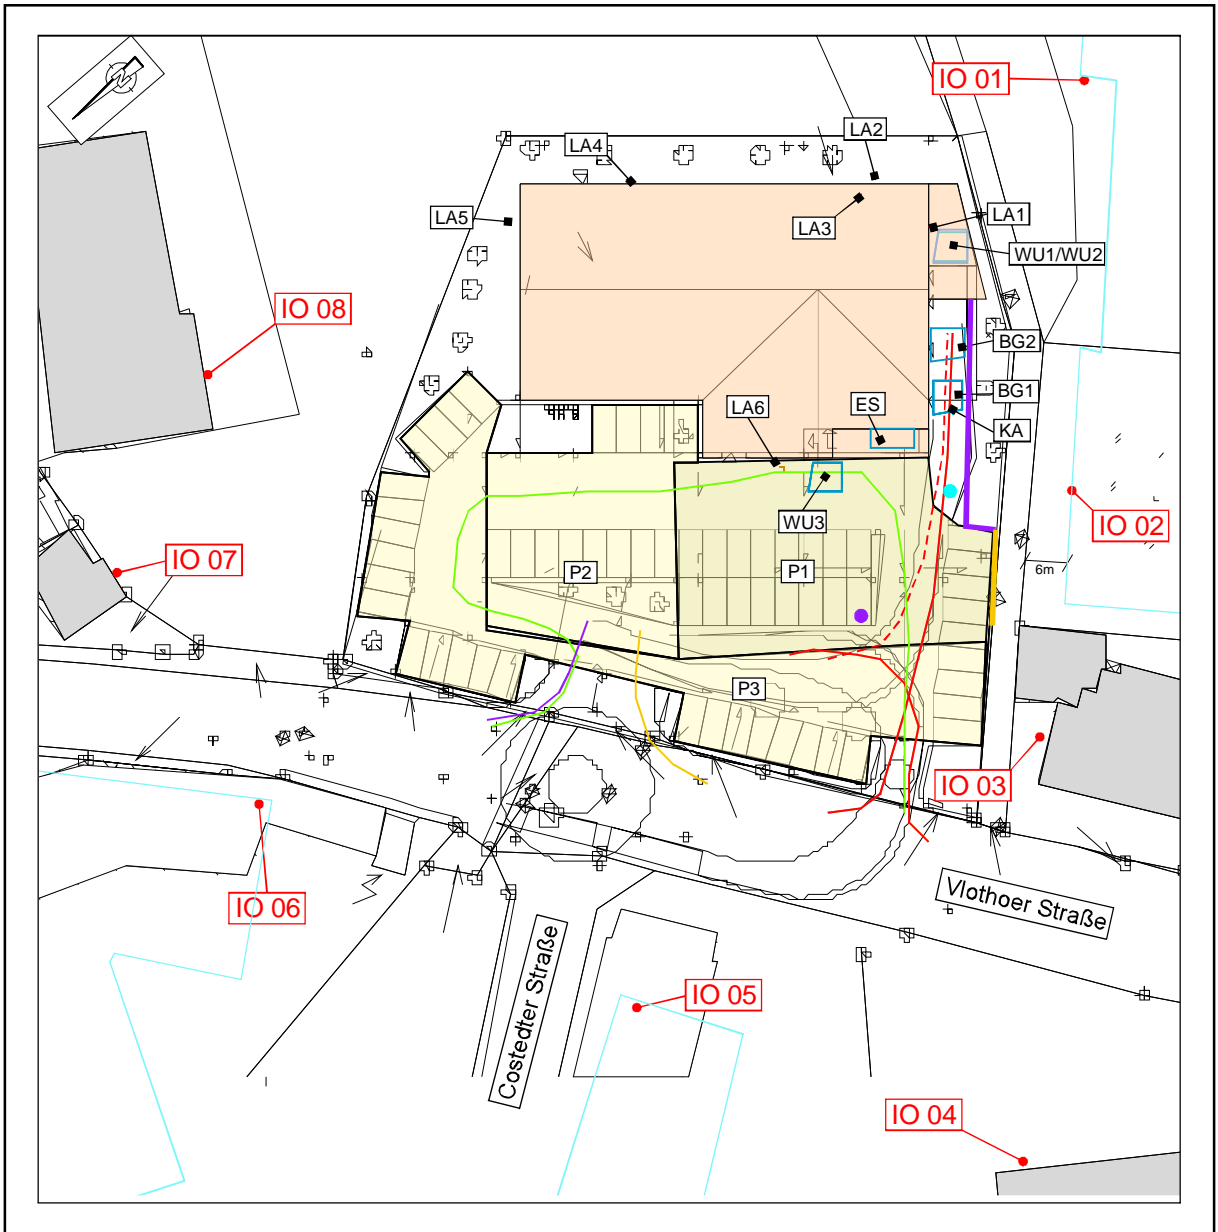 N
IO 01
LA2
LA4
LA5
LA3
LA1
WU1/WU2
IO 08
BG2
BG1
LA6
ES
KA
WU3
IO 02
IO 07
P2
P1
6m
P3
IO 03
IO 06
Vlothoer Straße
Costedter Straße
IO 05
IO 04